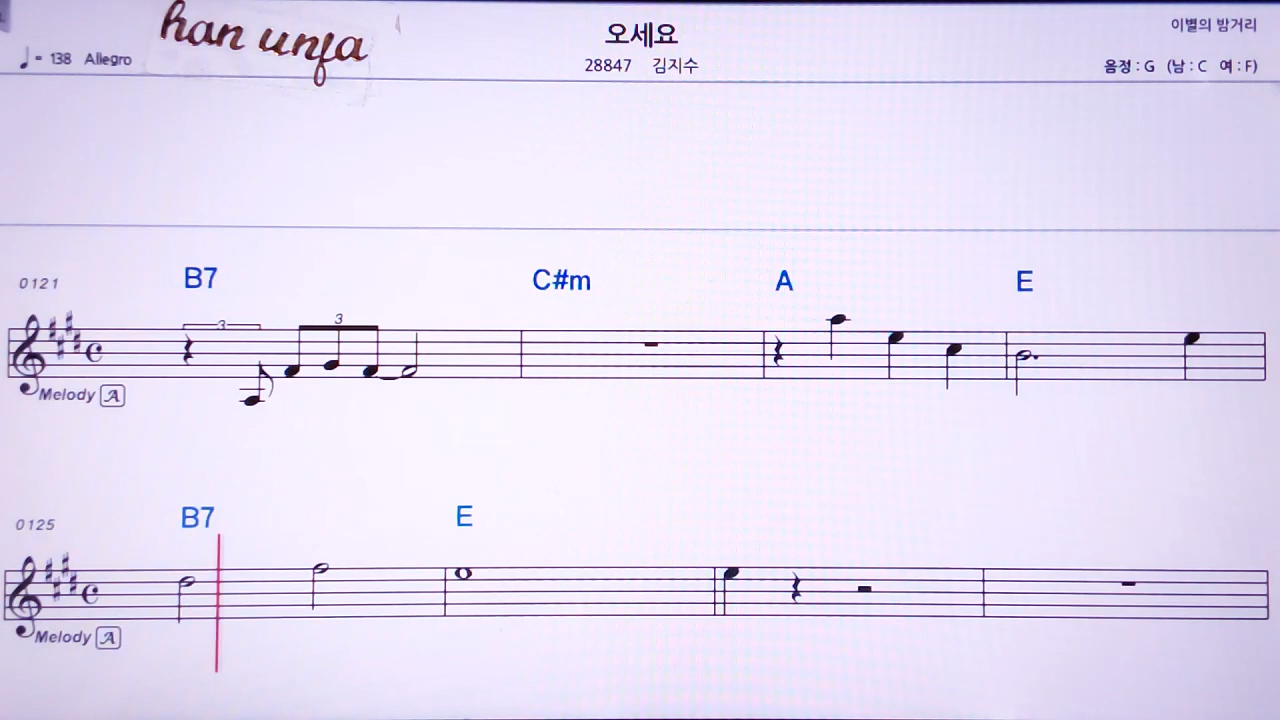 han unja
오세요
이별의 밤거리
♩= 138 Allegro
28847 김지수
음정 : G (남 : C 여 : F)
0121 B7 C#m A E
3 3
Melody A
0125 B7 E
Melody A